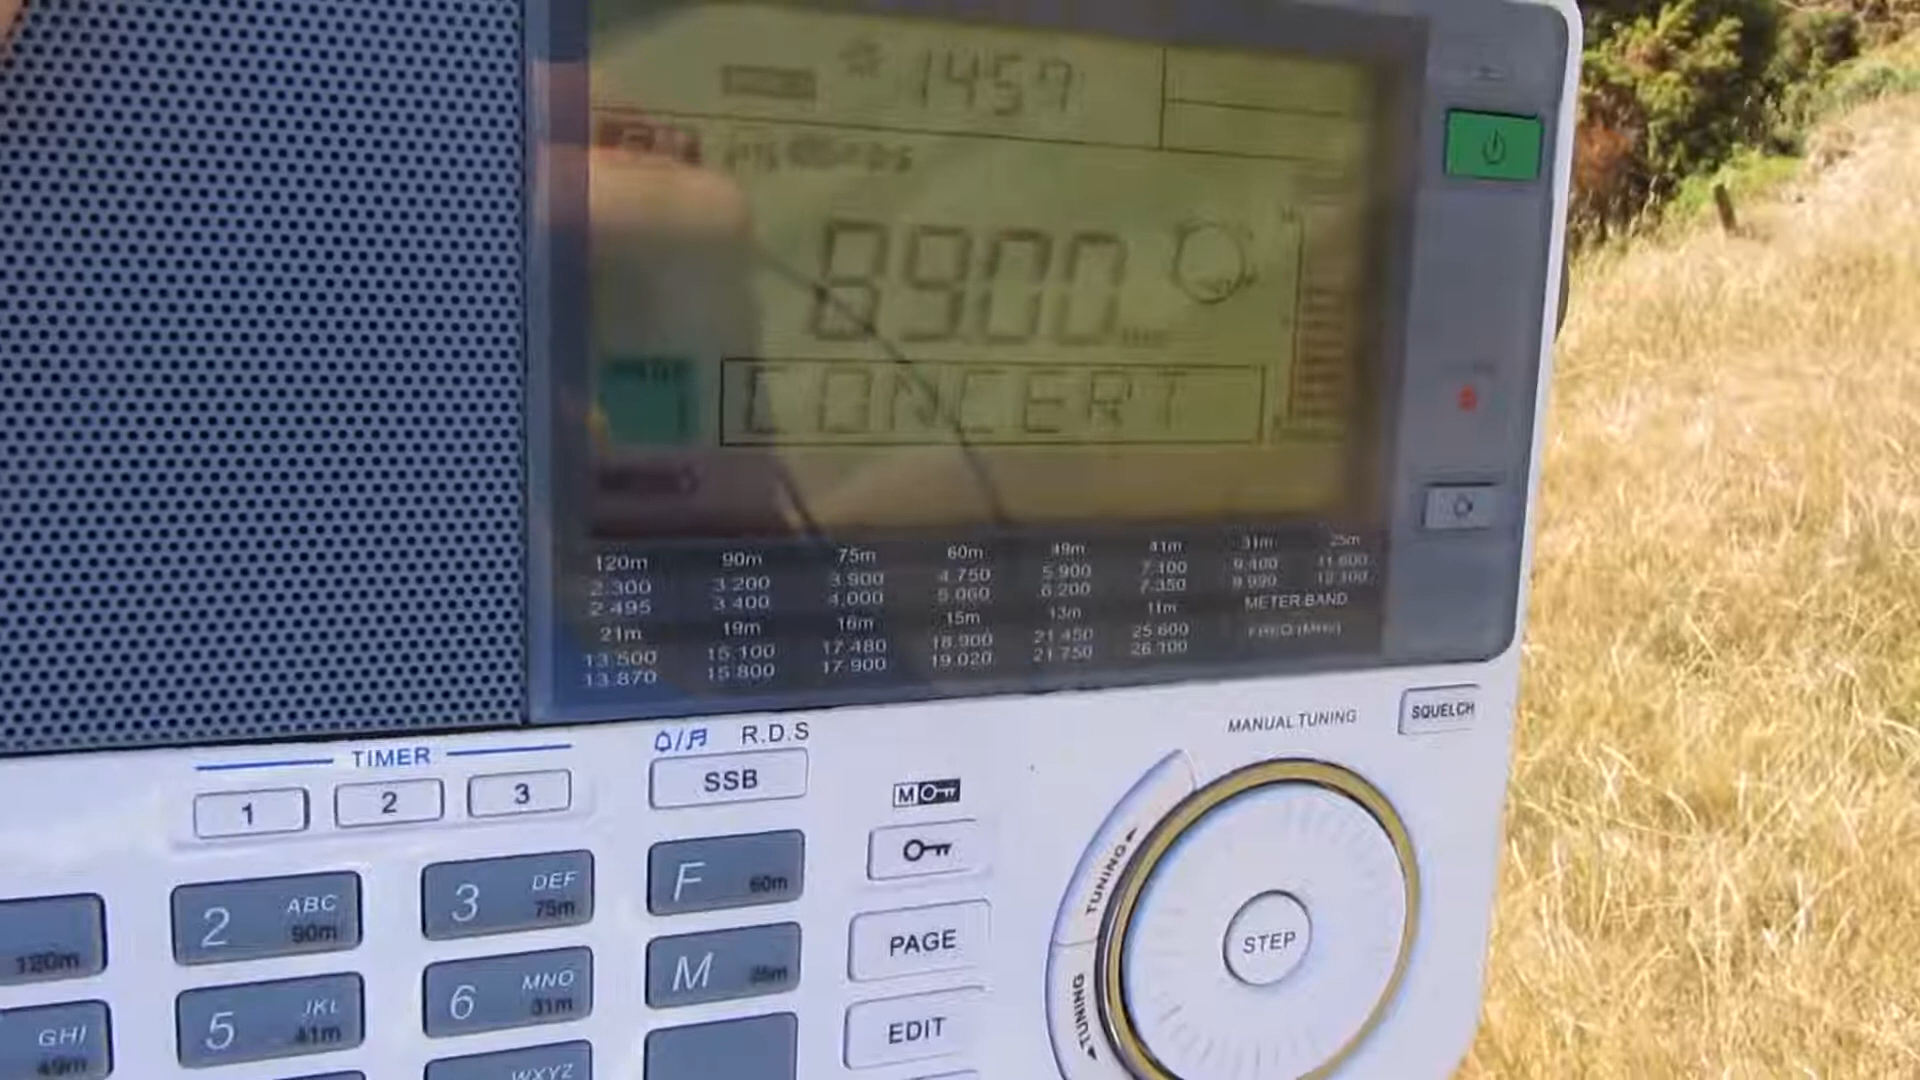 1457
89.00
CONCERT
120m 90m 75m 60m 49m 41m 31m 25m
2.300 3.200 3.900 4.750 5.900 7.100 9.400 11.600
2.495 3.400 4.000 5.060 6.200 7.350 9.990 12.100
21m 19m 16m 15m 13m 11m METER BAND
13.500 15.100 17.480 18.900 21.450 25.600 FREQ.(MHz)
13.870 15.800 17.900 19.020 21.750 26.100
MANUAL TUNING SQUELCH
TIMER R.D.S
1 2 3 SSB
M
F 60m
2 ABC 90m 3 DEF 75m
120m
PAGE
TUNING
STEP
M 25m
5 JKL 41m 6 MNO 31m
GHI 49m
EDIT
TUNING
WXYZ